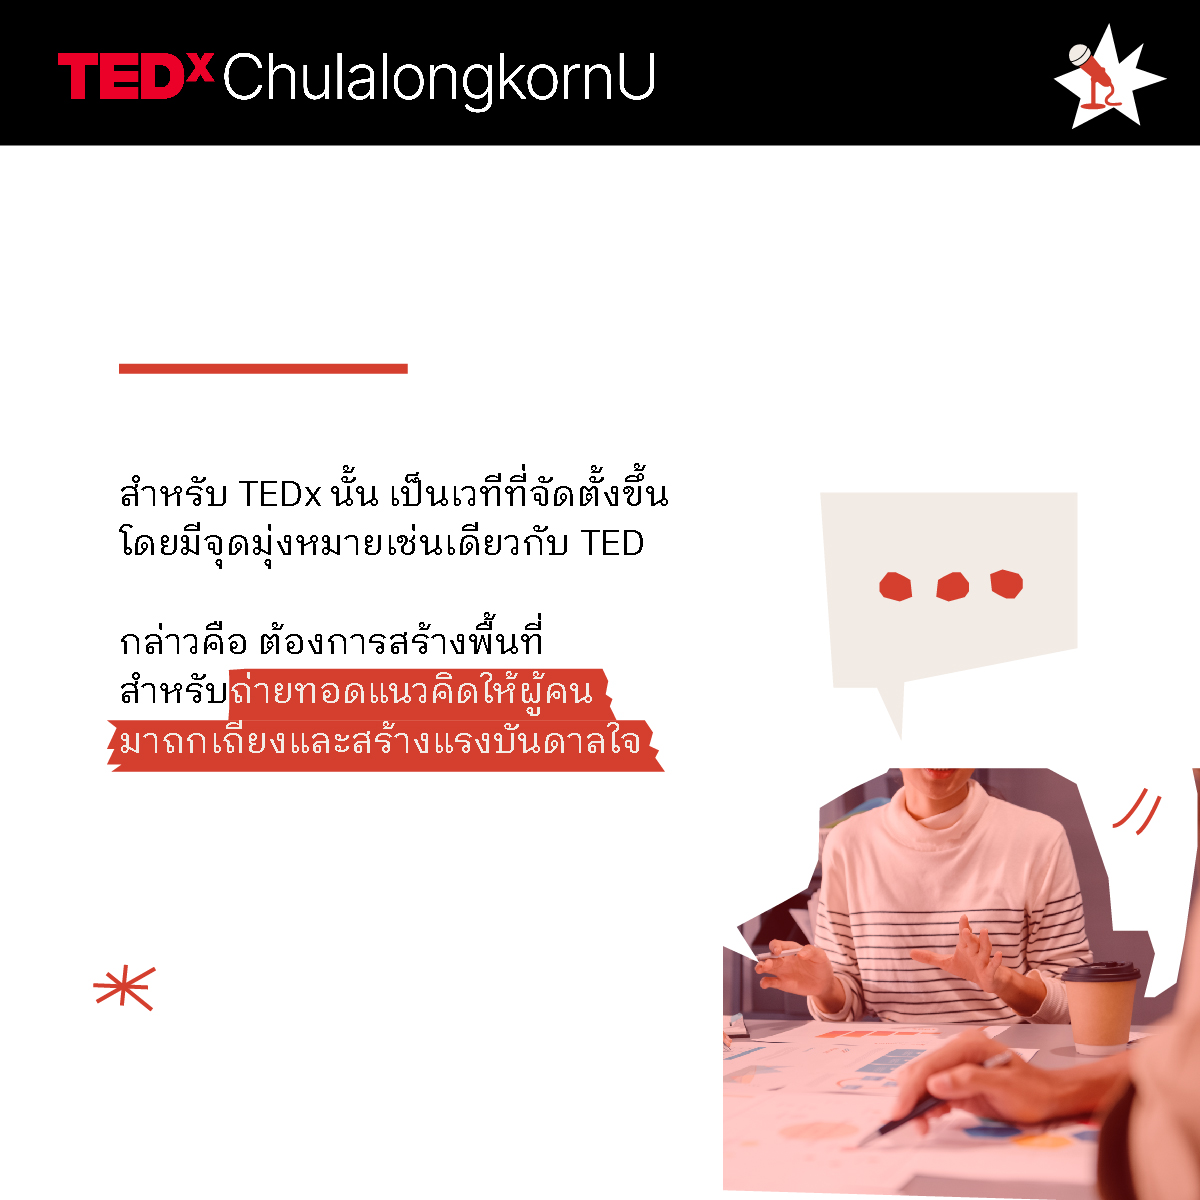 TEDx ChulalongkornU
สำหรับ TEDx นั้น เป็นเวทีที่จัดตั้งขึ้น
โดยมีจุดมุ่งหมายเช่นเดียวกับ TED
กล่าวคือ ต้องการสร้างพื้นที่
สำหรับถ่ายทอดแนวคิดให้ผู้คน
มาถกเถียงและสร้างแรงบันดาลใจ